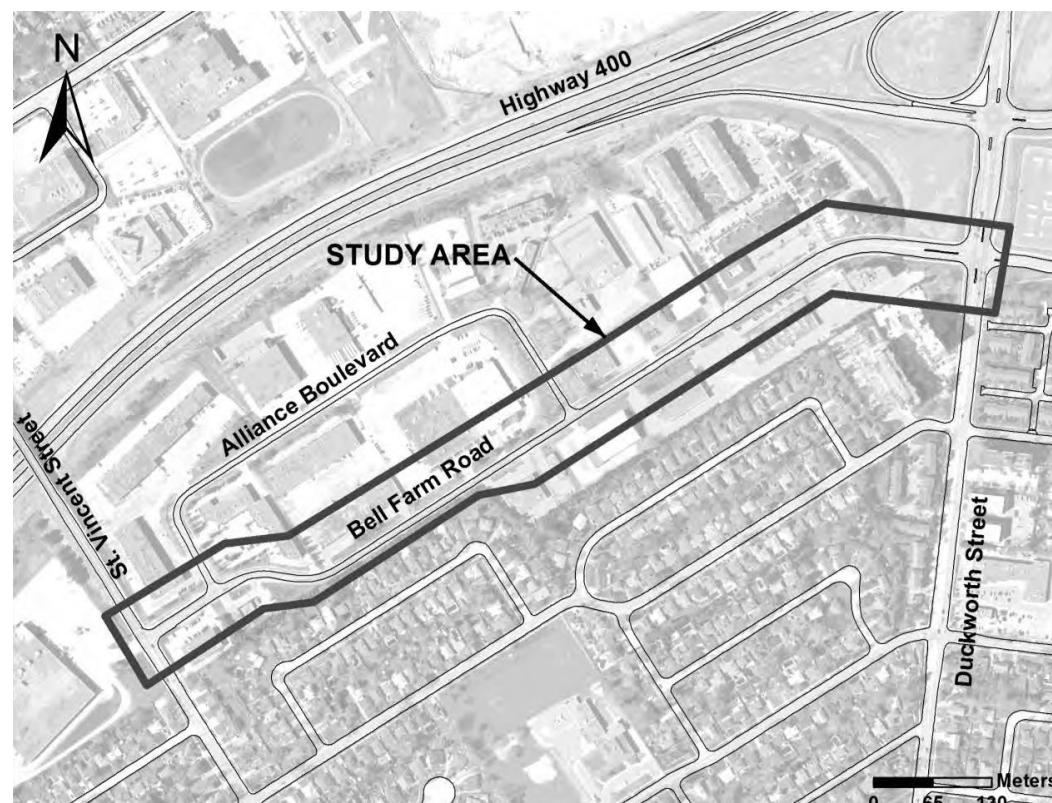 N
Highway 400
STUDY AREA
Alliance Boulevard
St. Vincent Street
Bell Farm Road
Duckworth Street
Meters
0 65 130